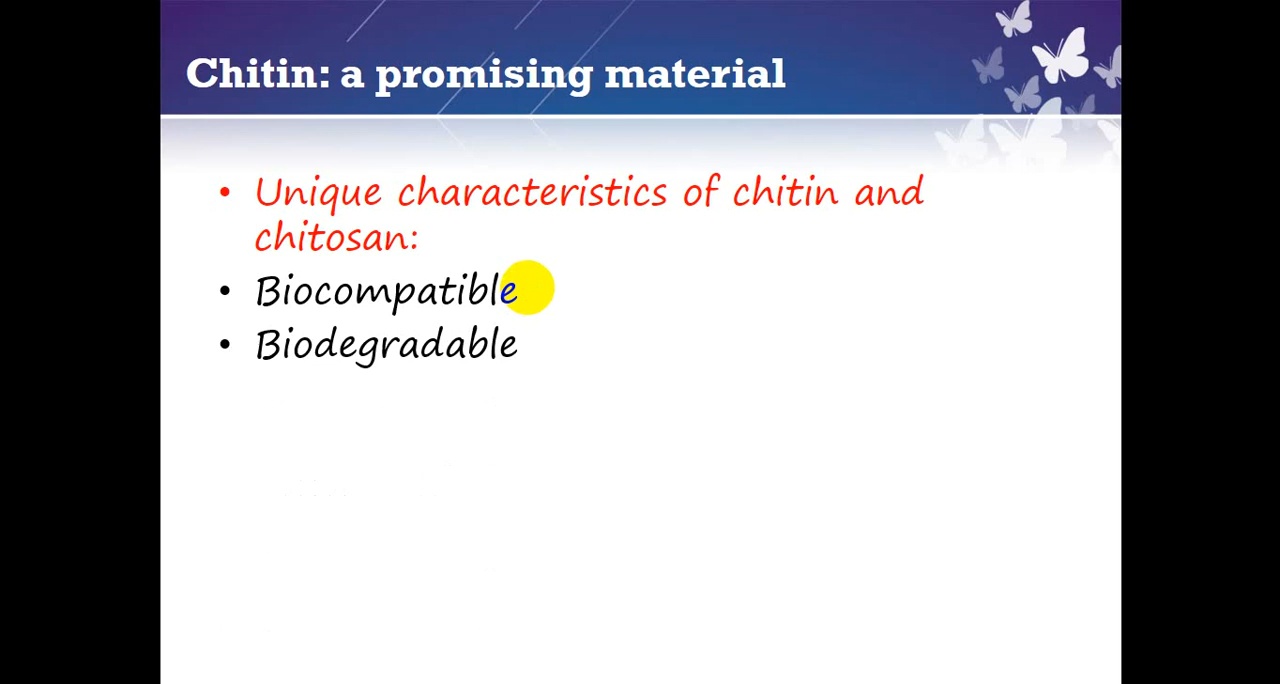 Chitin: a promising material
• Unique characteristics of chitin and
chitosan:
• Biocompatible
• Biodegradable